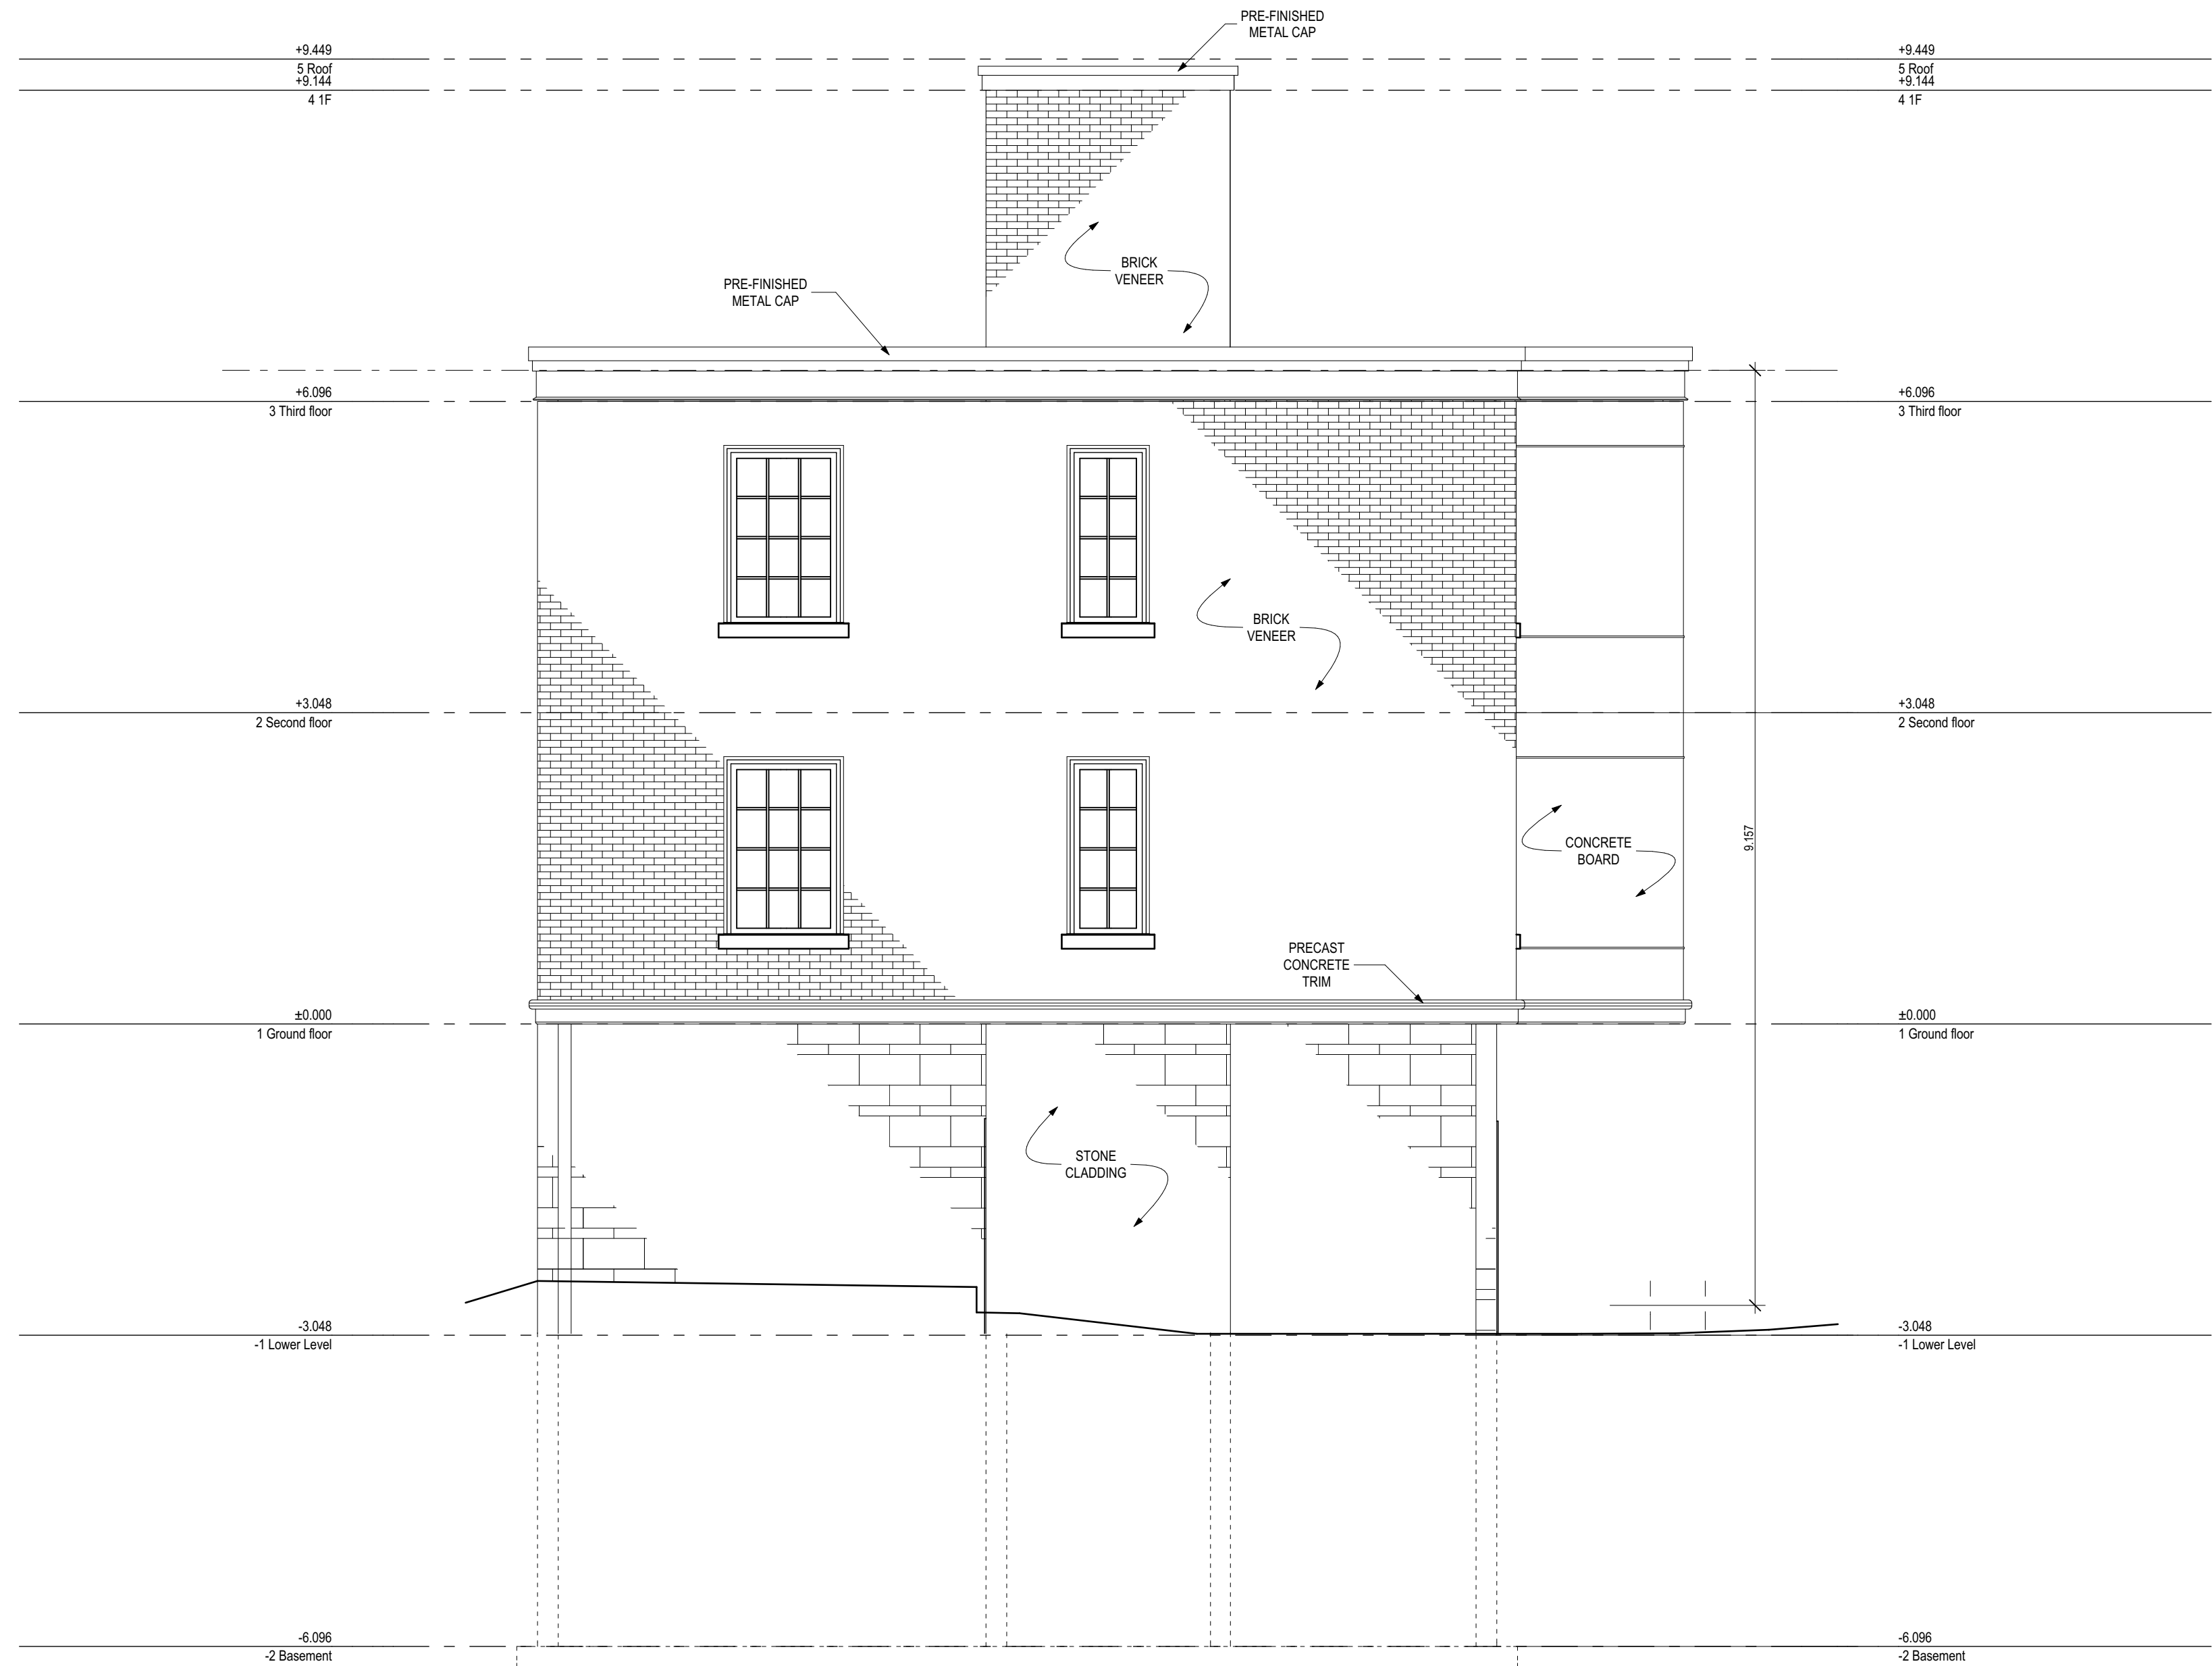 PRE-FINISHED
METAL CAP
+9.449
5 Roof
+9.144
4 1F
+9.449
5 Roof
+9.144
4 1F
BRICK
VENEER
PRE-FINISHED
METAL CAP
+6.096
3 Third floor
+6.096
3 Third floor
BRICK
VENEER
+3.048
2 Second floor
+3.048
2 Second floor
CONCRETE
BOARD
9.157
PRECAST
CONCRETE
TRIM
±0.000
1 Ground floor
±0.000
1 Ground floor
STONE
CLADDING
-3.048
-1 Lower Level
-3.048
-1 Lower Level
-6.096
-2 Basement
-6.096
-2 Basement